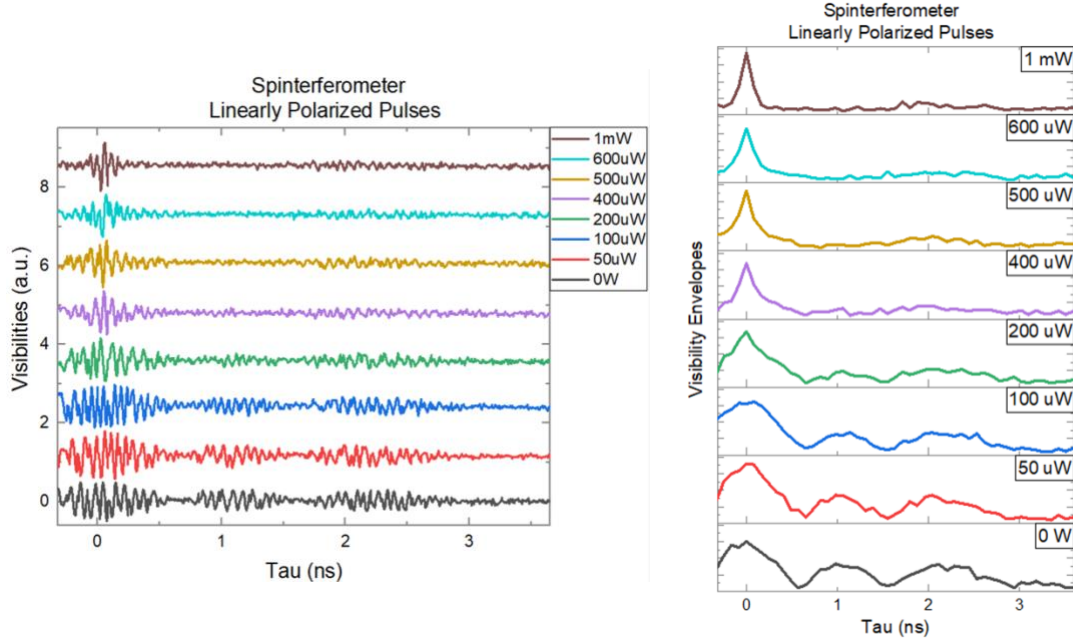 Spinterferometer
Linearly Polarized Pulses
Visibilities (a.u.)
8
6
4
2
0
0
1
2
3
Tau (ns)
1mW
600uW
500uW
400uW
200uW
100uW
50uW
0W
Spinterferometer
Linearly Polarized Pulses
Visibility Envelopes
1 mW
600 uW
500 uW
400 uW
200 uW
100 uW
50 uW
0 W
0
1
2
3
Tau (ns)